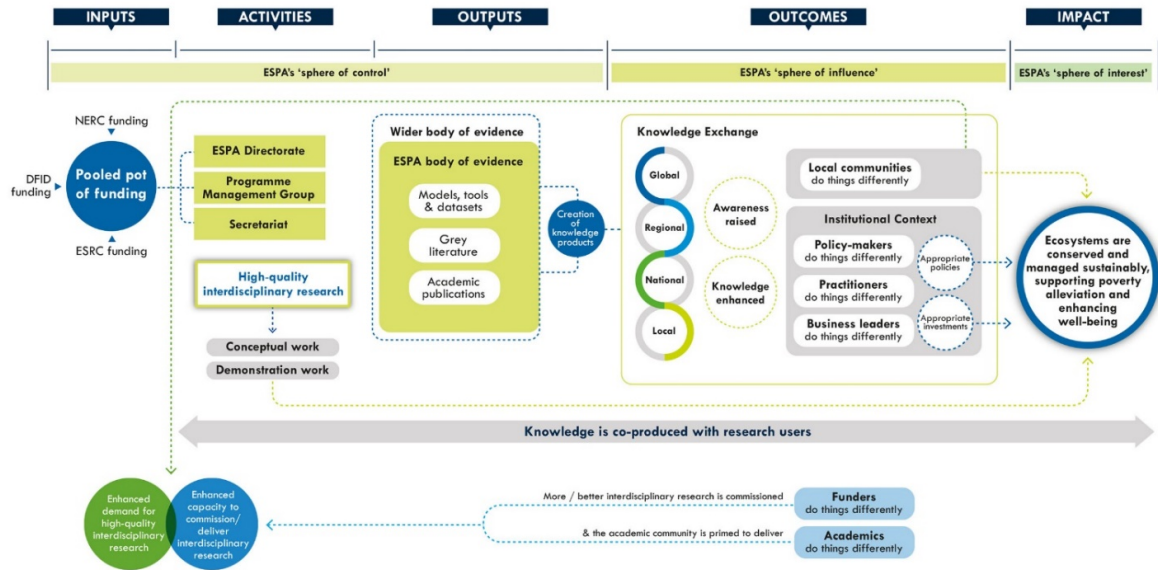 INPUTS
ACTIVITIES
OUTPUTS
OUTCOMES
IMPACT
ESPA's 'sphere of control'
ESPA's 'sphere of influence'
ESPA's 'sphere of interest'
NERC funding
DFID
funding
Pooled pot
of funding
ESRC funding
ESPA Directorate
Programme
Management Group
Secretariat
High-quality
interdisciplinary research
Conceptual work
Demonstration work
Wider body of evidence
ESPA body of evidence
Models, tools
& datasets
Grey
literature
Academic
publications
Creation of
knowledge
products
Knowledge Exchange
Global
Regional
National
Local
Awareness
raised
Knowledge
enhanced
Local communities
do things differently
Institutional Context
Policy-makers
do things differently
Practitioners
do things differently
Business leaders
do things differently
Appropriate
policies
Appropriate
investments
Ecosystems are
conserved and
managed sustainably,
supporting poverty
alleviation and
enhancing
well-being
Knowledge is co-produced with research users
Enhanced
demand for
high-quality
interdisciplinary
research
Enhanced
capacity to
commission/
deliver
interdisciplinary
research
More / better interdisciplinary research is commissioned
& the academic community is primed to deliver
Funders
do things differently
Academics
do things differently